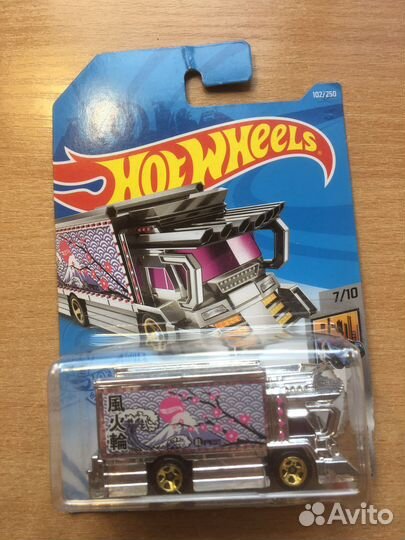 102/250
HOT WHEELS
7/10
風
火
輪
Avito